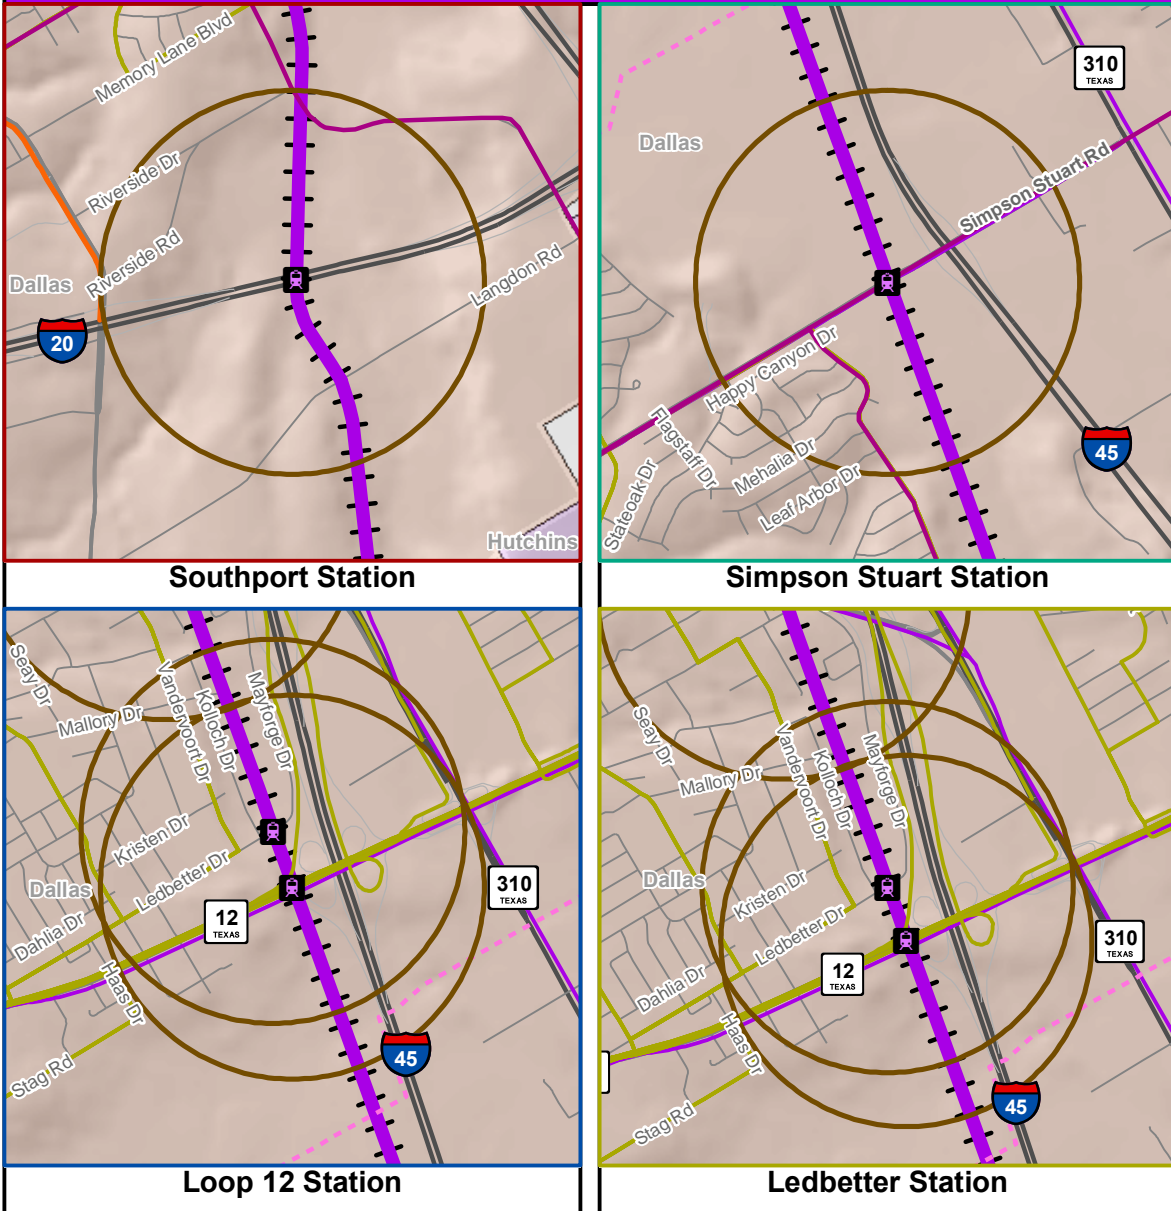 Memory Lane Blvd
Riverside Dr
Riverside Rd
Dallas
20
Langdon Rd
Hutchins
Southport Station
310
TEXAS
Dallas
Simpson Stuart Rd
Happy Canyon Dr
Flagstaff Dr
Mehalia Dr
Leaf Arbor Dr
Stateoak Dr
45
Simpson Stuart Station
Seay Dr
Mallory Dr
Vandervoort Dr
Kolloch Dr
Mayforge Dr
Kristen Dr
Ledbetter Dr
Dallas
Dahlia Dr
12
TEXAS
310
TEXAS
Haas Dr
Stag Rd
45
Loop 12 Station
Seay Dr
Mallory Dr
Vandervoort Dr
Kolloch Dr
Mayforge Dr
Dallas
Kristen Dr
Ledbetter Dr
Dahlia Dr
12
TEXAS
310
TEXAS
Haas Dr
Stag Rd
45
Ledbetter Station